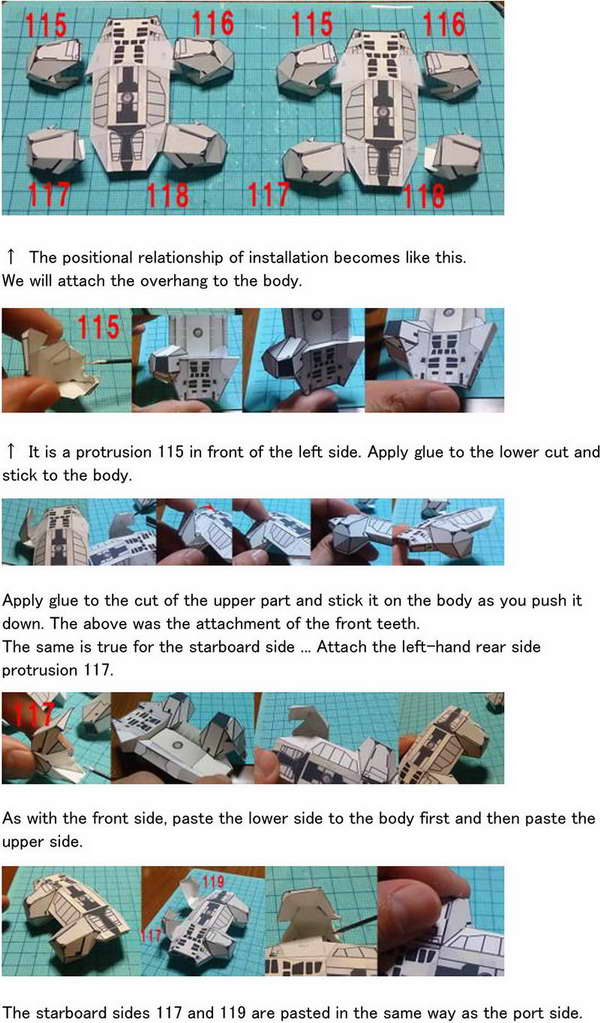 115 116 115 116
117 118 117 118
↑ The positional relationship of installation becomes like this.
We will attach the overhang to the body.
115
↑ It is a protrusion 115 in front of the left side. Apply glue to the lower cut and
stick to the body.
Apply glue to the cut of the upper part and stick it on the body as you push it
down. The above was the attachment of the front teeth.
The same is true for the starboard side ... Attach the left-hand rear side
protrusion 117.
117
As with the front side, paste the lower side to the body first and then paste the
upper side.
119
117
The starboard sides 117 and 119 are pasted in the same way as the port side.